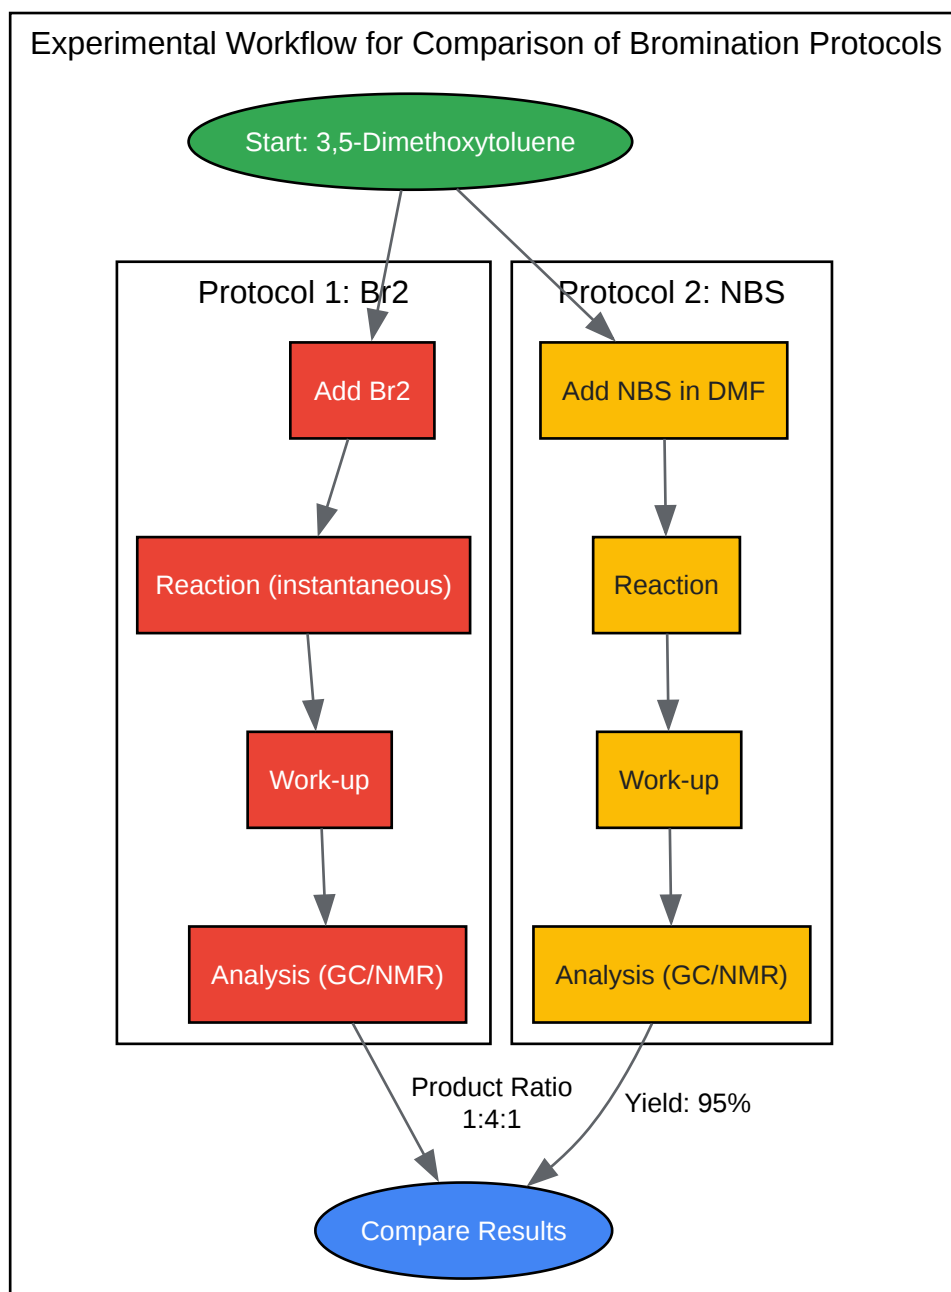 Experimental Workflow for Comparison of Bromination Protocols
Start: 3,5-Dimethoxytoluene
Protocol 1: Br2
Add Br2
Reaction (instantaneous)
Work-up
Analysis (GC/NMR)
Protocol 2: NBS
Add NBS in DMF
Reaction
Work-up
Analysis (GC/NMR)
Product Ratio
1:4:1
Yield: 95%
Compare Results